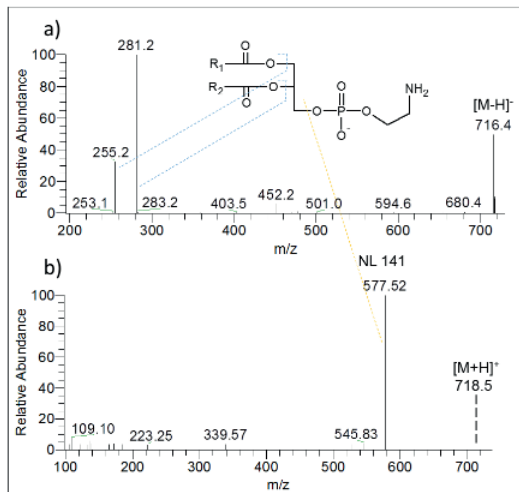 a)
281.2
100
80
60
40
20
0
Relative Abundance
R₁
O
O
R₂
O
O
O
O
P
O⁻
O
NH₂
[M-H]⁻
716.4
255.2
253.1
283.2
403.5
452.2
501.0
594.6
680.4
200
300
400
500
600
700
m/z
b)
NL 141
577.52
100
80
60
40
20
0
Relative Abundance
[M+H]⁺
718.5
109.10
223.25
339.57
545.83
100
200
300
400
500
600
700
800
m/z